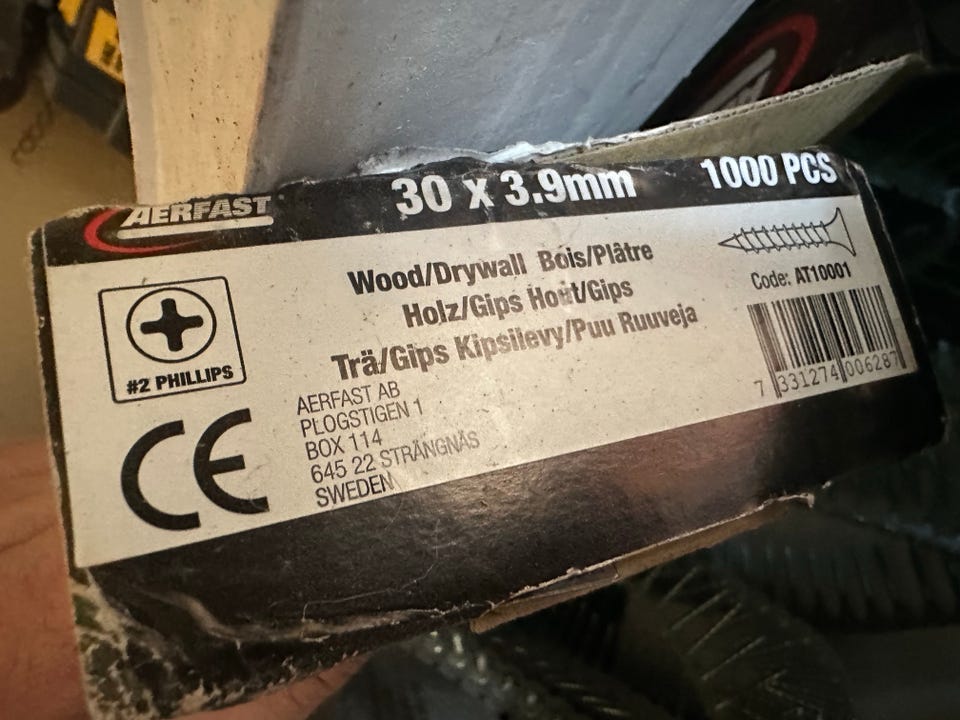 AERFAST
30 x 3.9mm
1000 PCS
Wood/Drywall Bois/Plâtre
Holz/Gips Hout/Gips
Trä/Gips Kipsilevy/Puu Ruuveja
#2 PHILLIPS
CE
AERFAST AB
PLOGSTIGEN 1
BOX 114
645 22 STRÄNGNÄS
SWEDEN
Code: AT10001
7 331274 006287